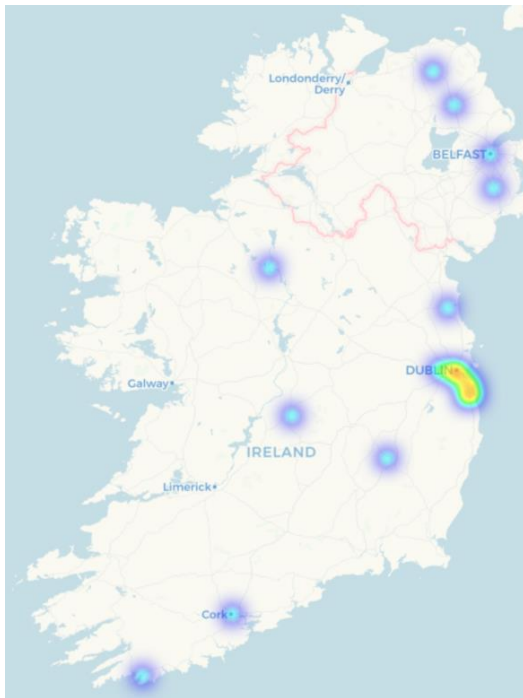 Londonderry/
Derry
BELFAST
DUBLIN
Galway
IRELAND
Limerick
Cork